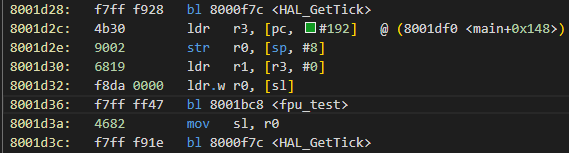 8001d28: f7ff f928 bl 8000f7c <HAL_GetTick>
8001d2c: 4b30 ldr r3, [pc, #192] @ (8001df0 <main+0x148>)
8001d2e: 9002 str r0, [sp, #8]
8001d30: 6819 ldr r1, [r3, #0]
8001d32: f8da 0000 ldr.w r0, [sl]
8001d36: f7ff ff47 bl 8001bc8 <fpu_test>
8001d3a: 4682 mov sl, r0
8001d3c: f7ff f91e bl 8000f7c <HAL_GetTick>